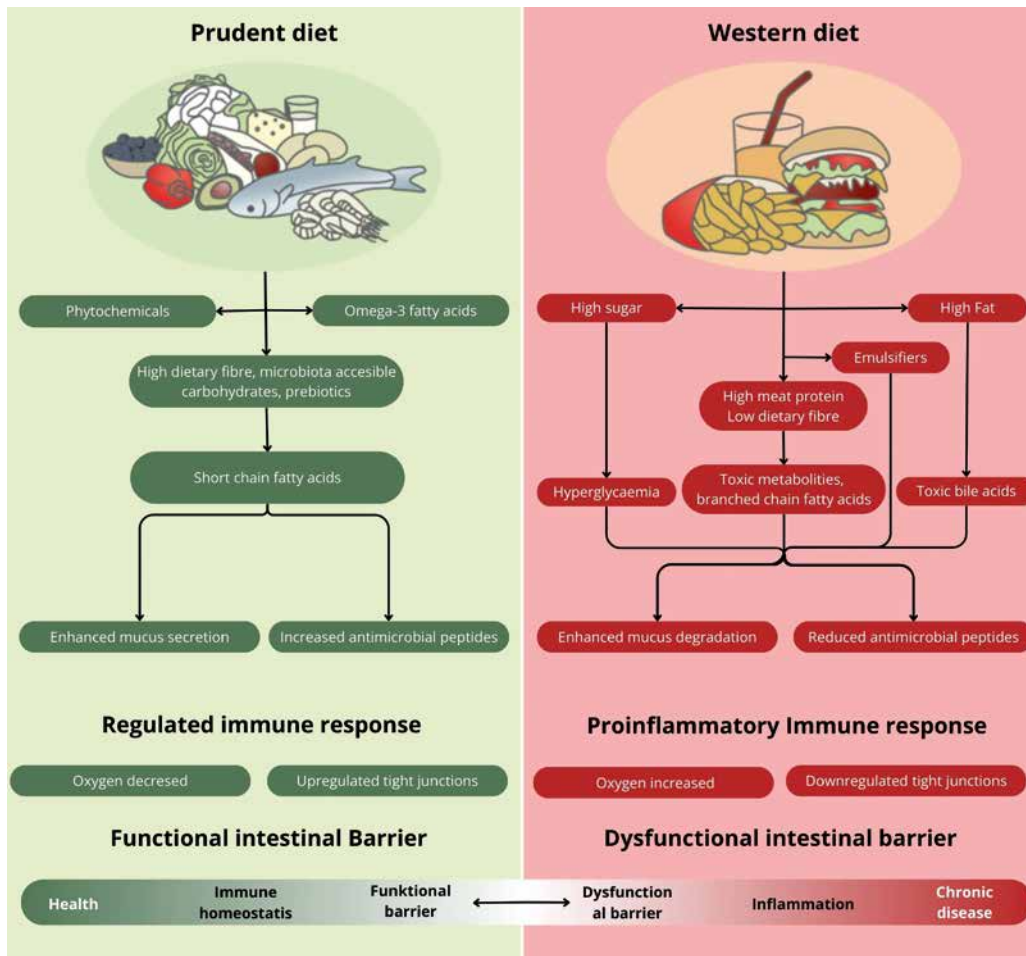 Prudent diet
Phytochemicals
Omega-3 fatty acids
High dietary fibre, microbiota accesible
carbohydrates, prebiotics
Short chain fatty acids
Enhanced mucus secretion
Increased antimicrobial peptides
Regulated immune response
Oxygen decresed
Upregulated tight junctions
Functional intestinal Barrier
Western diet
High sugar
High Fat
Emulsifiers
High meat protein
Low dietary fibre
Hyperglycaemia
Toxic metabolities,
branched chain fatty acids
Toxic bile acids
Enhanced mucus degradation
Reduced antimicrobial peptides
Proinflammatory Immune response
Oxygen increased
Downregulated tight junctions
Dysfunctional intestinal barrier
Health
Immune
homeostatis
Funktional
barrier
Dysfunction
al barrier
Inflammation
Chronic
disease